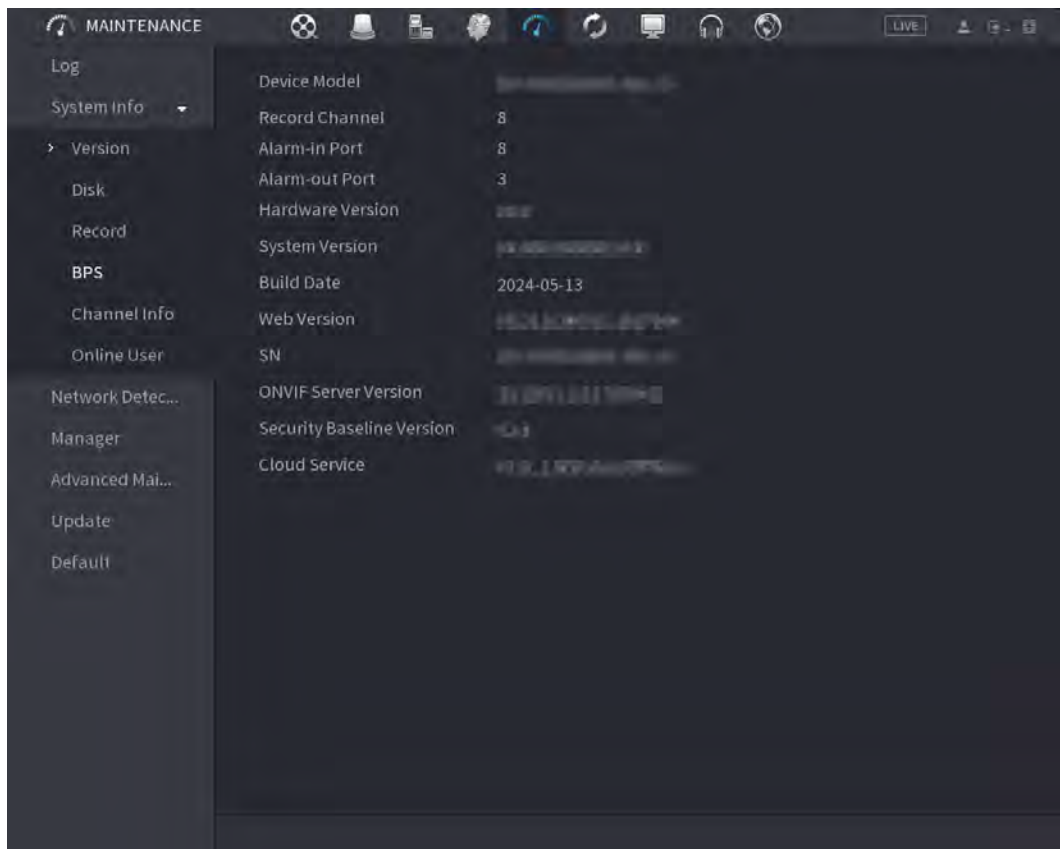 MAINTENANCE
LIVE
Log
System Info
Version
Disk
Record
BPS
Channel Info
Online User
Network Detec...
Manager
Advanced Mai...
Update
Default
Device Model
Record Channel 8
Alarm-in Port 8
Alarm-out Port 3
Hardware Version
System Version
Build Date 2024-05-13
Web Version
SN
ONVIF Server Version
Security Baseline Version
Cloud Service